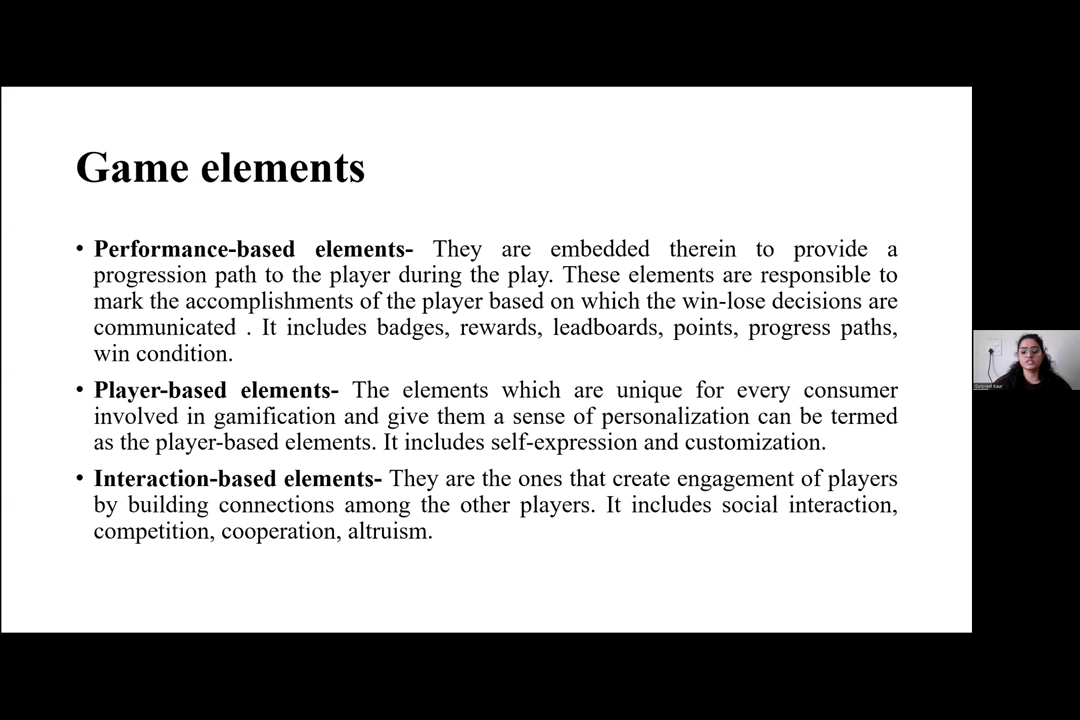 Game elements
• Performance-based elements- They are embedded therein to provide a
progression path to the player during the play. These elements are responsible to
mark the accomplishments of the player based on which the win-lose decisions are
communicated . It includes badges, rewards, leadboards, points, progress paths,
win condition.
• Player-based elements- The elements which are unique for every consumer
involved in gamification and give them a sense of personalization can be termed
as the player-based elements. It includes self-expression and customization.
• Interaction-based elements- They are the ones that create engagement of players
by building connections among the other players. It includes social interaction,
competition, cooperation, altruism.
Gurpreet Kaur